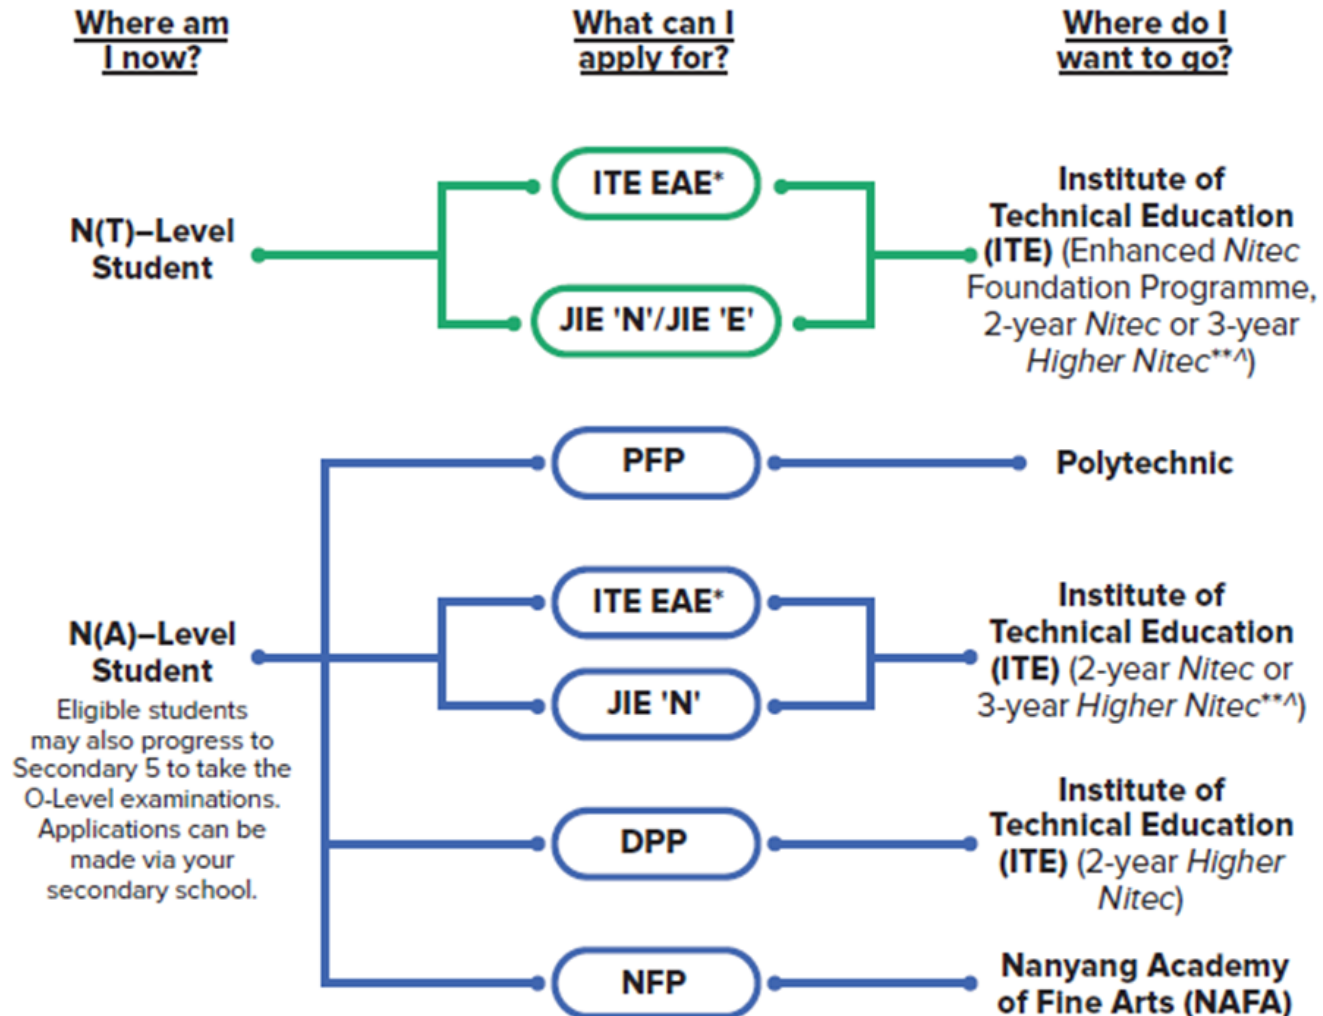 Where am
I now?
What can I
apply for?
Where do I
want to go?
N(T)–Level
Student
ITE EAE*
JIE 'N'/JIE 'E'
Institute of
Technical Education
(ITE) (Enhanced Nitec
Foundation Programme,
2-year Nitec or 3-year
Higher Nitec**^)
N(A)–Level
Student
Eligible students
may also progress to
Secondary 5 to take the
O-Level examinations.
Applications can be
made via your
secondary school.
PFP
Polytechnic
ITE EAE*
JIE 'N'
Institute of
Technical Education
(ITE) (2-year Nitec or
3-year Higher Nitec**^)
DPP
Institute of
Technical Education
(ITE) (2-year Higher
Nitec)
NFP
Nanyang Academy
of Fine Arts (NAFA)